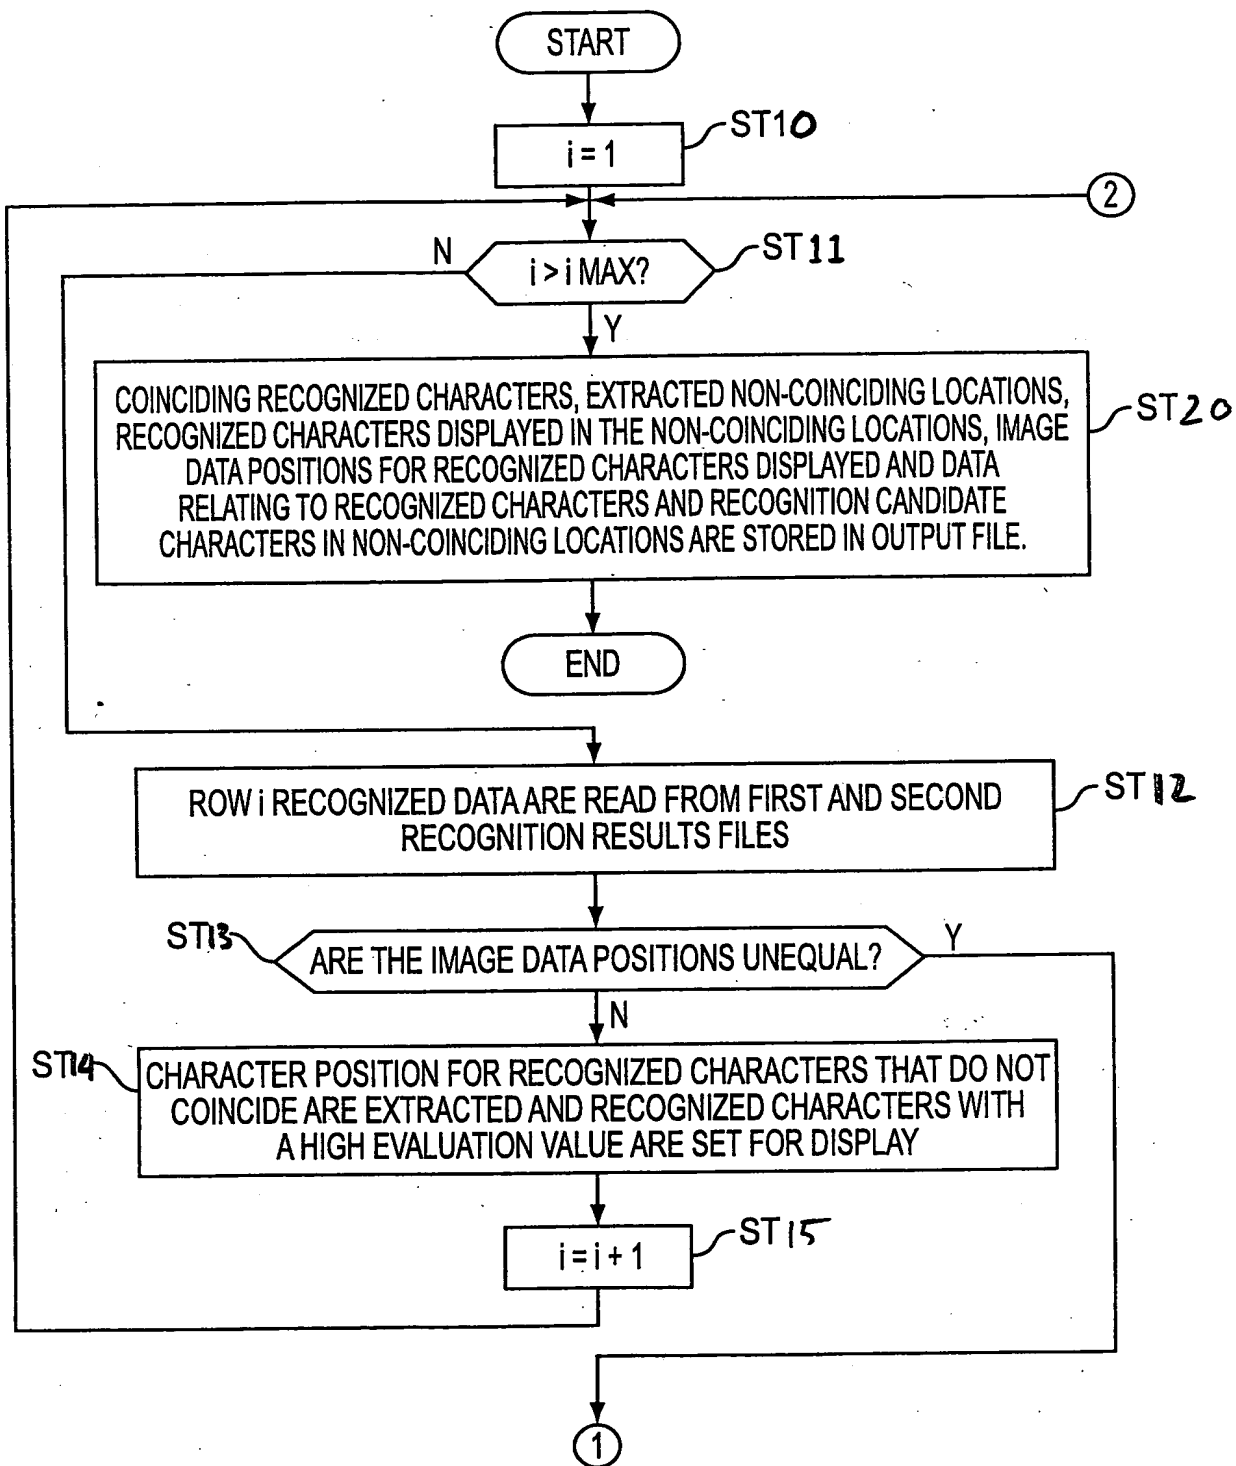 START
i = 1
ST10
2
N
i > i MAX?
ST11
Y
COINCIDING RECOGNIZED CHARACTERS, EXTRACTED NON-COINCIDING LOCATIONS,
RECOGNIZED CHARACTERS DISPLAYED IN THE NON-COINCIDING LOCATIONS, IMAGE
DATA POSITIONS FOR RECOGNIZED CHARACTERS DISPLAYED AND DATA
RELATING TO RECOGNIZED CHARACTERS AND RECOGNITION CANDIDATE
CHARACTERS IN NON-COINCIDING LOCATIONS ARE STORED IN OUTPUT FILE.
ST20
END
ROW i RECOGNIZED DATA ARE READ FROM FIRST AND SECOND
RECOGNITION RESULTS FILES
ST12
ST13
ARE THE IMAGE DATA POSITIONS UNEQUAL?
Y
N
ST14
CHARACTER POSITION FOR RECOGNIZED CHARACTERS THAT DO NOT
COINCIDE ARE EXTRACTED AND RECOGNIZED CHARACTERS WITH
A HIGH EVALUATION VALUE ARE SET FOR DISPLAY
i = i + 1
ST15
1